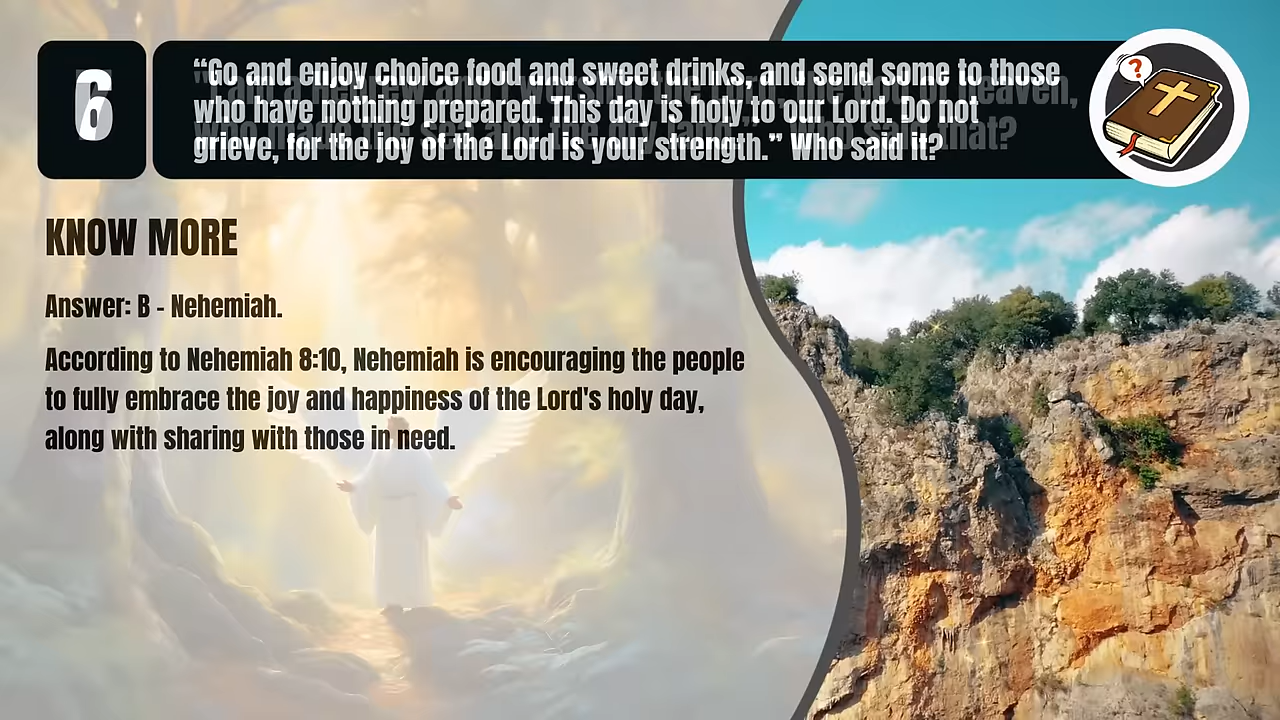 6
“Go and enjoy choice food and sweet drinks, and send some to those
who have nothing prepared. This day is holy to our Lord. Do not
grieve, for the joy of the Lord is your strength.” Who said it?
?
KNOW MORE
Answer: B - Nehemiah.
According to Nehemiah 8:10, Nehemiah is encouraging the people
to fully embrace the joy and happiness of the Lord's holy day,
along with sharing with those in need.